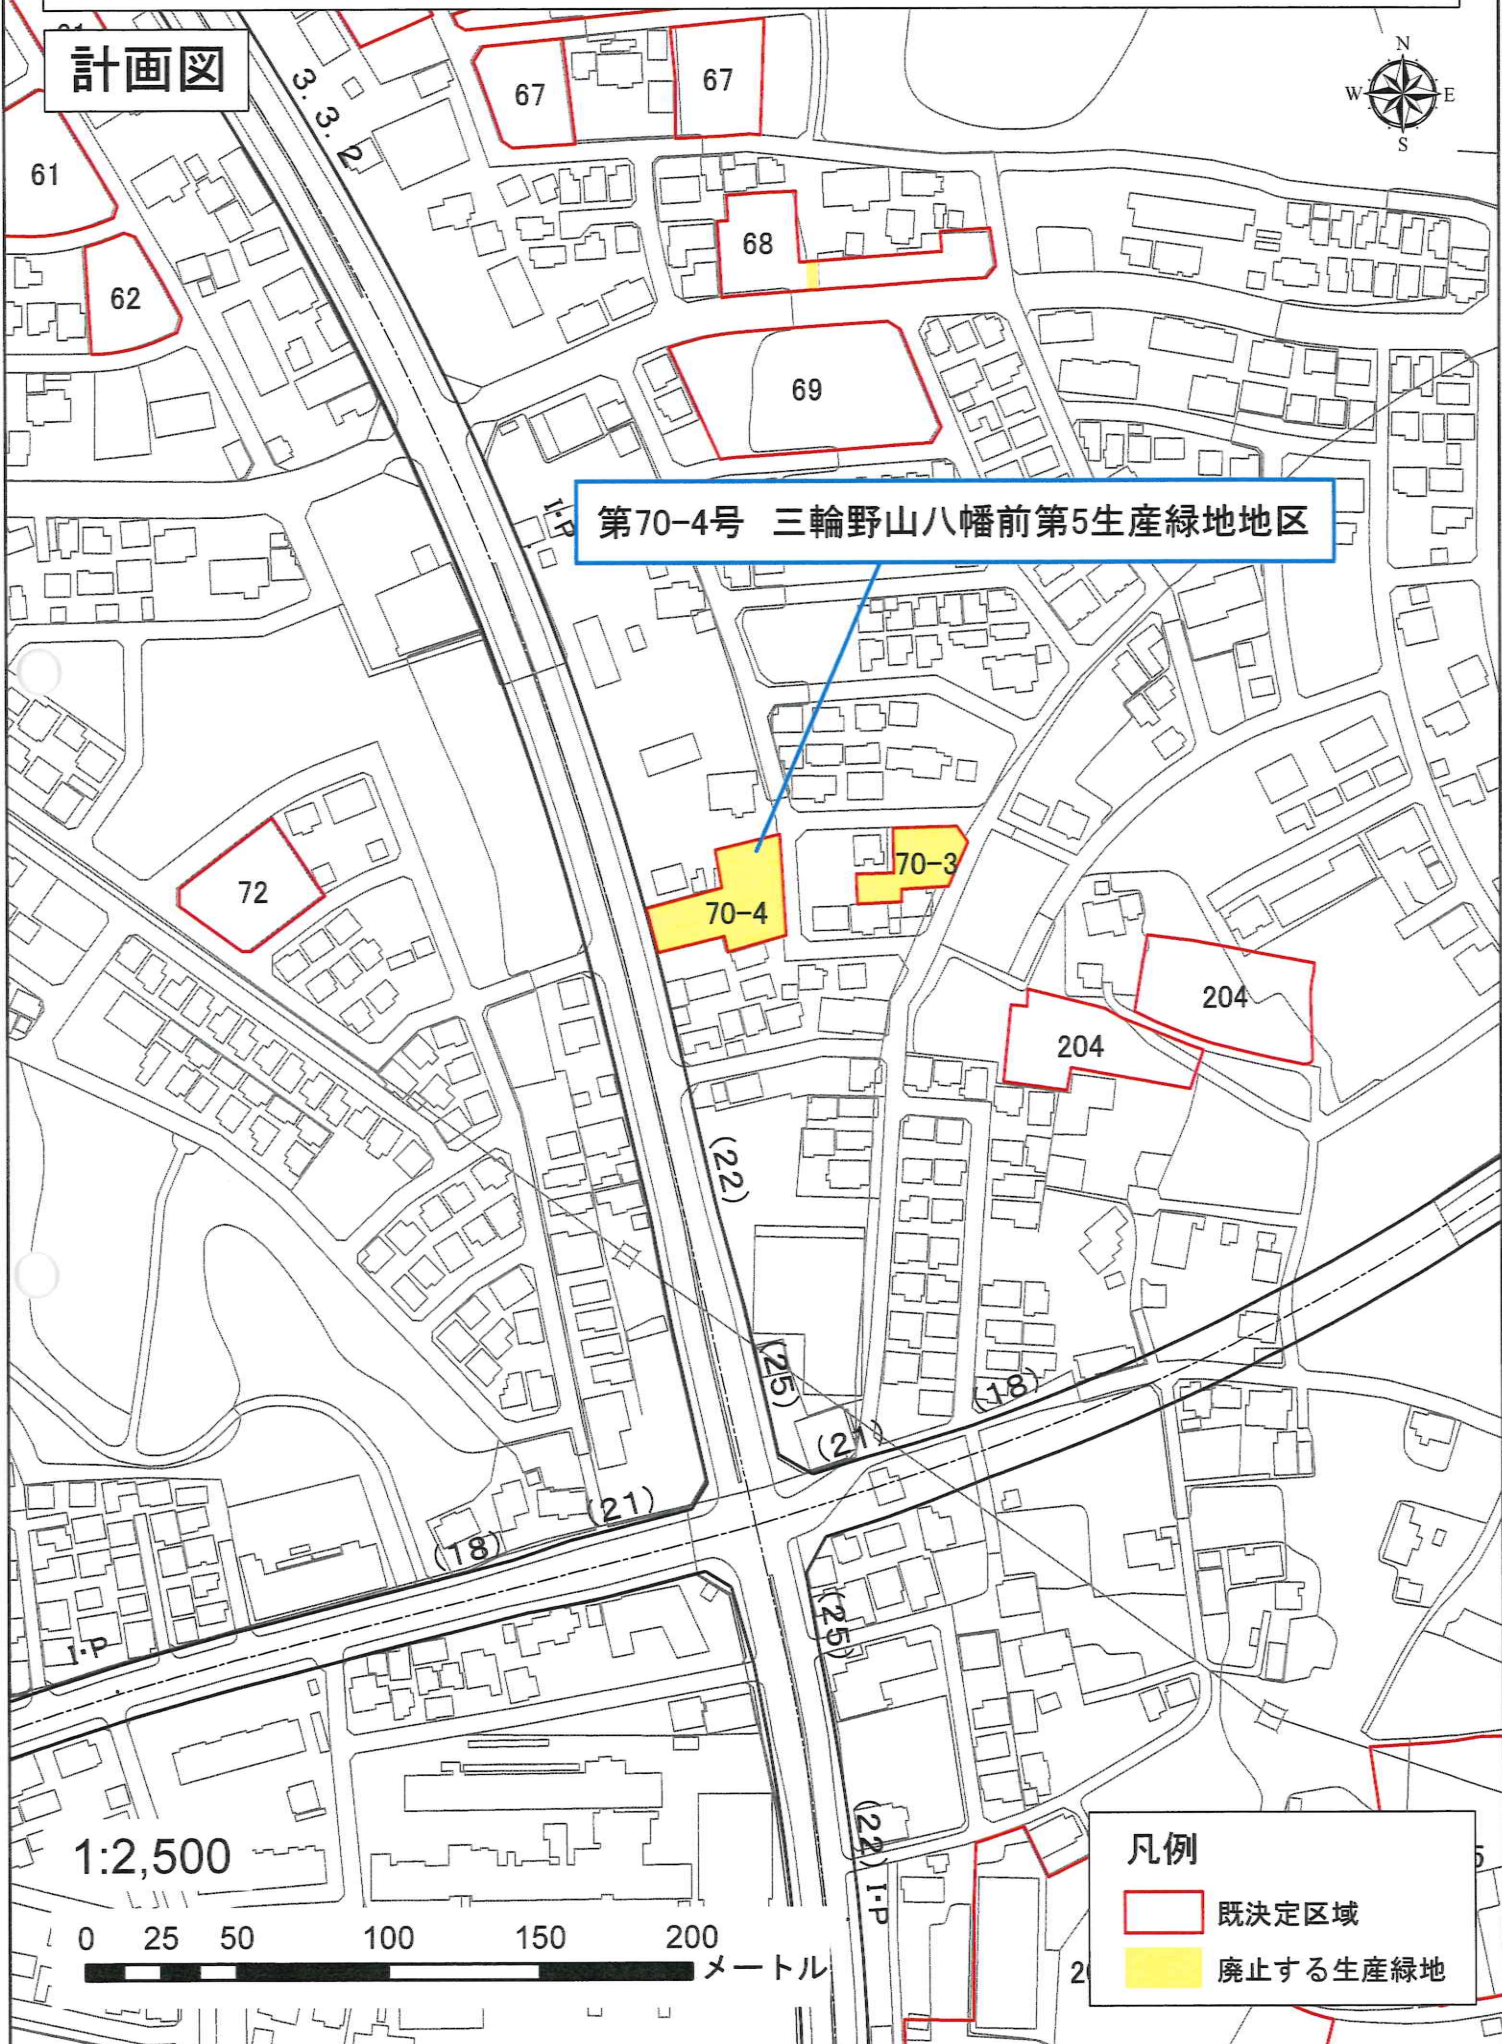 計画図
N
W E
S
3.3.2
67
67
61
68
62
69
I·P
第70-4号 三輪野山八幡前第5生産緑地地区
70-3
72
70-4
204
204
(22)
(25)
(18)
(21)
(21)
(18)
(25)
I·P
(22)
I·P
1:2,500
0 25 50 100 150 200
メートル
凡例
既決定区域
廃止する生産緑地